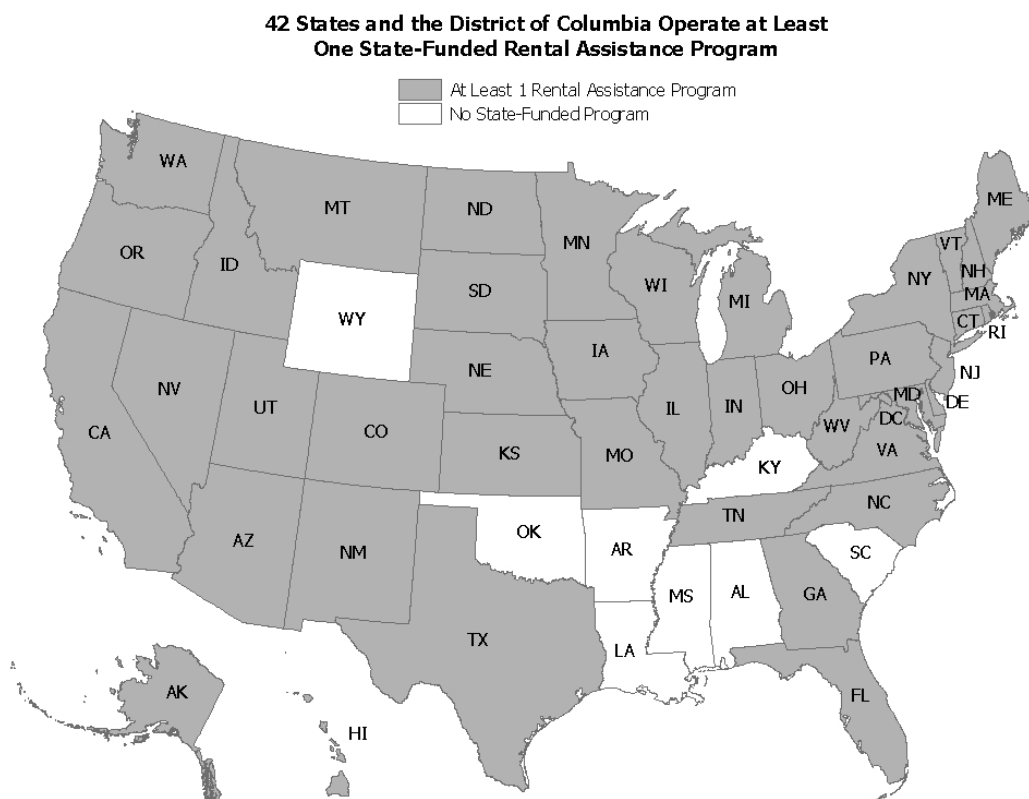 42 States and the District of Columbia Operate at Least
One State-Funded Rental Assistance Program
At Least 1 Rental Assistance Program
No State-Funded Program
WA
MT
ND
MN
ME
OR
ID
SD
WI
MI
NY
VT
NH
MA
CT
RI
WY
NE
IA
PA
NJ
NV
UT
CO
IL
IN
OH
MD
DE
DC
WV
VA
CA
KS
MO
KY
NC
TN
AZ
NM
OK
AR
SC
MS
AL
GA
TX
LA
FL
AK
HI